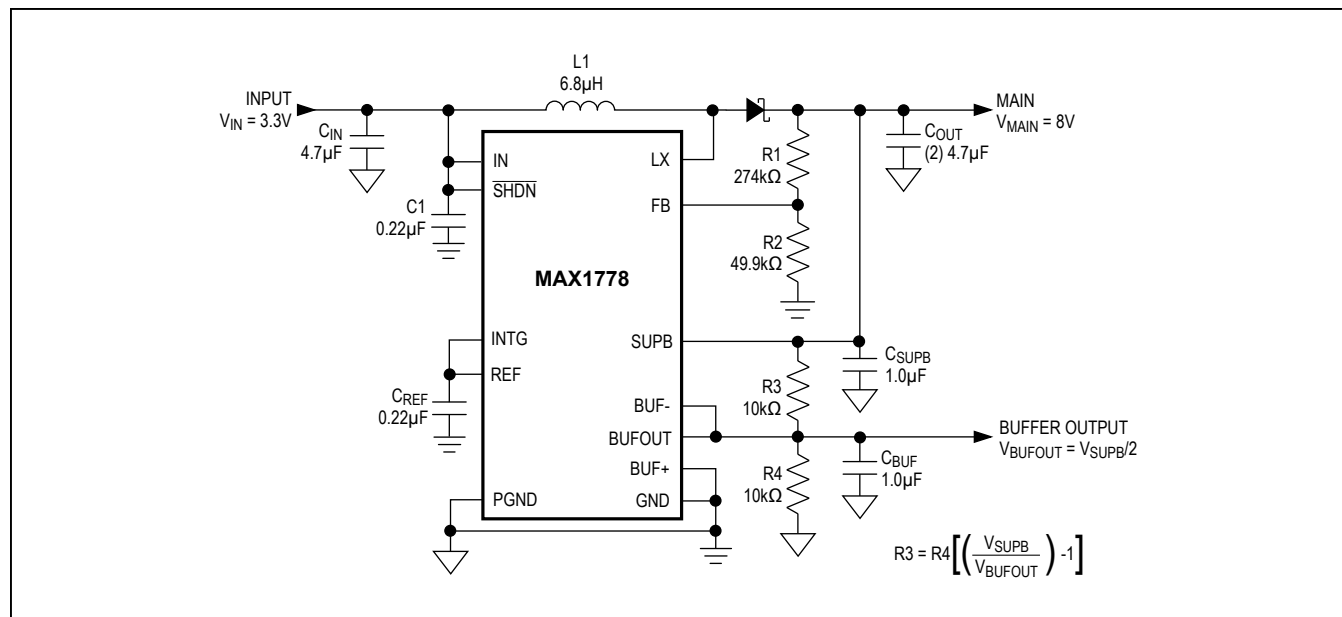 L1
6.8µH
INPUT
V_IN = 3.3V
MAIN
V_MAIN = 8V
C_IN
4.7µF
C_OUT
(2) 4.7µF
IN
LX
R1
274kΩ
S̅H̅D̅N̅
FB
C1
0.22µF
R2
49.9kΩ
MAX1778
INTG
SUPB
C_SUPB
1.0µF
REF
R3
10kΩ
C_REF
0.22µF
BUF-
BUFOUT
BUFFER OUTPUT
V_BUFOUT = V_SUPB/2
BUF+
R4
10kΩ
C_BUF
1.0µF
PGND
GND
R3 = R4[(V_SUPB/V_BUFOUT) -1]